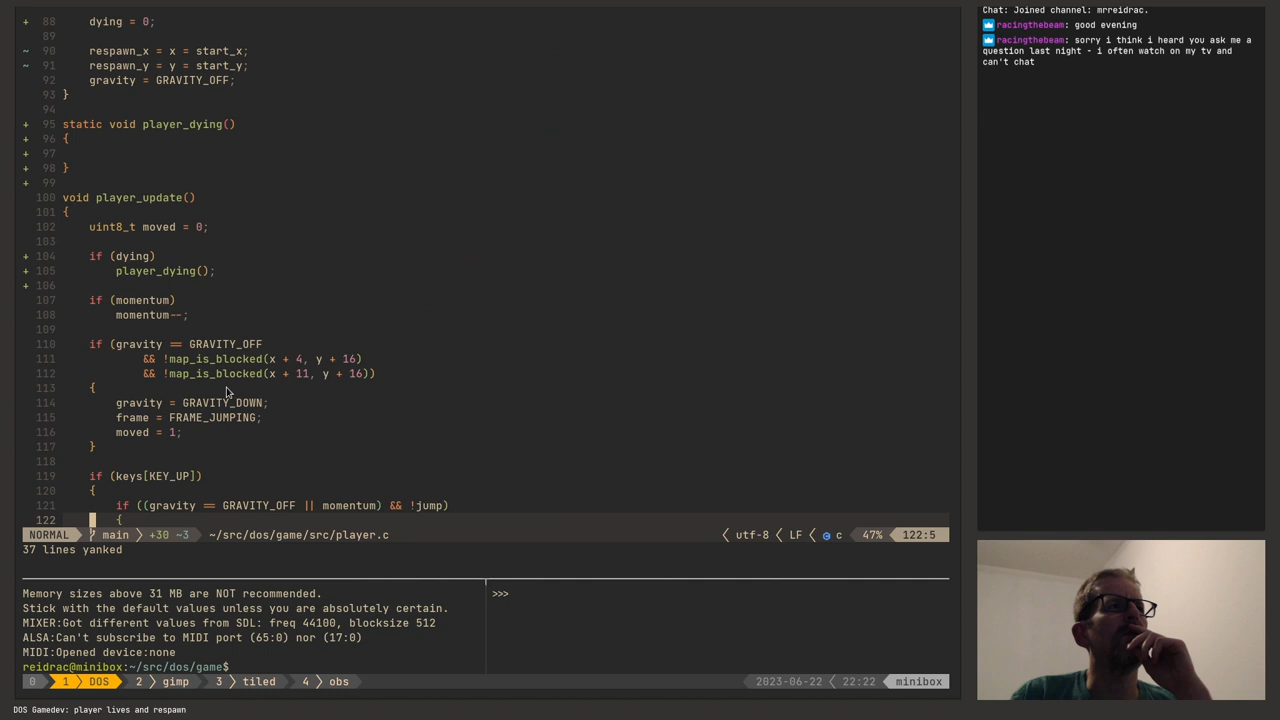 + 88 dying = 0;
89
~ 90 respawn_x = x = start_x;
~ 91 respawn_y = y = start_y;
92 gravity = GRAVITY_OFF;
93 }
94
+ 95 static void player_dying()
+ 96 {
+ 97
+ 98 }
+ 99
100 void player_update()
101 {
102 uint8_t moved = 0;
103
+ 104 if (dying)
+ 105 player_dying();
+ 106
107 if (momentum)
108 momentum--;
109
110 if (gravity == GRAVITY_OFF
111 && !map_is_blocked(x + 4, y + 16)
112 && !map_is_blocked(x + 11, y + 16))
113 {
114 gravity = GRAVITY_DOWN;
115 frame = FRAME_JUMPING;
116 moved = 1;
117 }
118
119 if (keys[KEY_UP])
120 {
121 if ((gravity == GRAVITY_OFF || momentum) && !jump)
122 {
NORMAL main +30 ~3 ~/src/dos/game/src/player.c utf-8 LF c 47% 122:5
37 lines yanked
Memory sizes above 31 MB are NOT recommended.
Stick with the default values unless you are absolutely certain.
MIXER:Got different values from SDL: freq 44100, blocksize 512
ALSA:Can't subscribe to MIDI port (65:0) nor (17:0)
MIDI:Opened device:none
reidrac@minibox:~/src/dos/game$
>>>
0 1 DOS 2 gimp 3 tiled 4 obs 2023-06-22 22:22 minibox
DOS Gamedev: player lives and respawn
Chat: Joined channel: mrreidrac.
racingthebeam: good evening
racingthebeam: sorry i think i heard you ask me a
question last night - i often watch on my tv and
can't chat